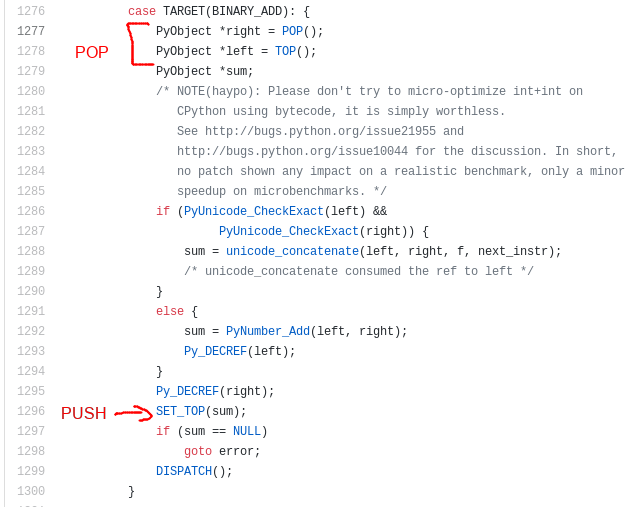 1276 case TARGET(BINARY_ADD): {
1277 PyObject *right = POP();
POP
1278 PyObject *left = TOP();
1279 PyObject *sum;
1280 /* NOTE(haypo): Please don't try to micro-optimize int+int on
1281 CPython using bytecode, it is simply worthless.
1282 See http://bugs.python.org/issue21955 and
1283 http://bugs.python.org/issue10044 for the discussion. In short,
1284 no patch shown any impact on a realistic benchmark, only a minor
1285 speedup on microbenchmarks. */
1286 if (PyUnicode_CheckExact(left) &&
1287 PyUnicode_CheckExact(right)) {
1288 sum = unicode_concatenate(left, right, f, next_instr);
1289 /* unicode_concatenate consumed the ref to left */
1290 }
1291 else {
1292 sum = PyNumber_Add(left, right);
1293 Py_DECREF(left);
1294 }
1295 Py_DECREF(right);
PUSH
1296 SET_TOP(sum);
1297 if (sum == NULL)
1298 goto error;
1299 DISPATCH();
1300 }